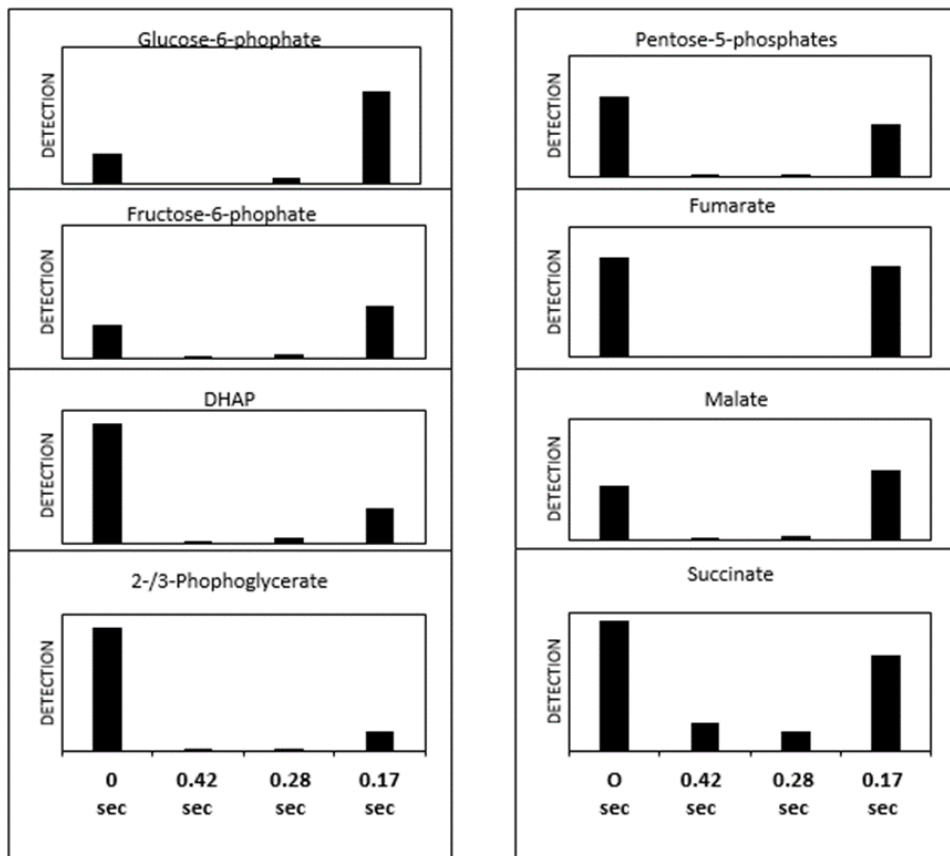 Glucose-6-phophate
DETECTION
Fructose-6-phophate
DETECTION
DHAP
DETECTION
2-/3-Phophoglycerate
DETECTION
0 0.42 0.28 0.17
sec sec sec sec
Pentose-5-phosphates
DETECTION
Fumarate
DETECTION
Malate
DETECTION
Succinate
DETECTION
O 0.42 0.28 0.17
sec sec sec sec